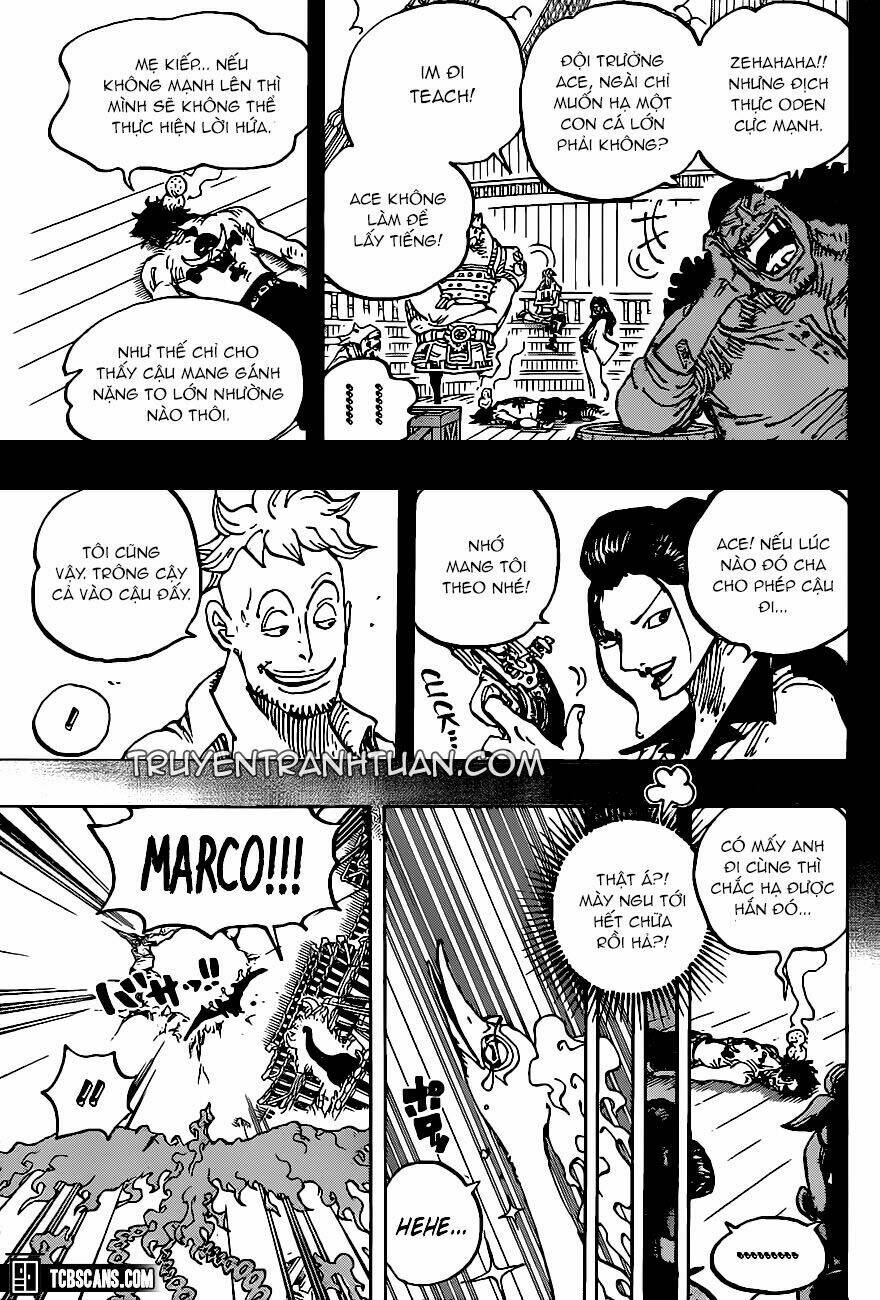 ZEHAHAHA!!
NHƯNG ĐỊCH
THỰC ODEN
CỰC MẠNH.
ĐỘI TRƯỞNG
ACE, NGÀI CHỈ
MUỐN HẠ MỘT
CON CÁ LỚN
PHẢI KHÔNG?
IM ĐI
TEACH!
ACE KHÔNG
LÀM ĐỂ
LẤY TIẾNG!
MẸ KIẾP... NẾU
KHÔNG MẠNH LÊN THÌ
MÌNH SẼ KHÔNG THỂ
THỰC HIỆN LỜI HỨA.
NHƯ THẾ CHỈ CHO
THẤY CẬU MANG GÁNH
NẶNG TO LỚN NHƯỜNG
NÀO THÔI.
ACE! NẾU LÚC
NÀO ĐÓ CHA
CHO PHÉP CẬU
ĐI...
NHỚ
MANG TÔI
THEO NHÉ!
CLICK...
TÔI CŨNG
VẬY. TRÔNG CẬY
CẢ VÀO CẬU ĐẤY.
!
TRUYENTRANHTUAN.COM
CÓ MẤY ANH
ĐI CÙNG THÌ
CHẮC HẠ ĐƯỢC
HẮN ĐÓ...
THẬT Á?!
MÀY NGU TỚI
HẾT CHỮA
RỒI HẢ?!
..........
HEHE...
MARCO!!!
!!
TCBSCANS.COM